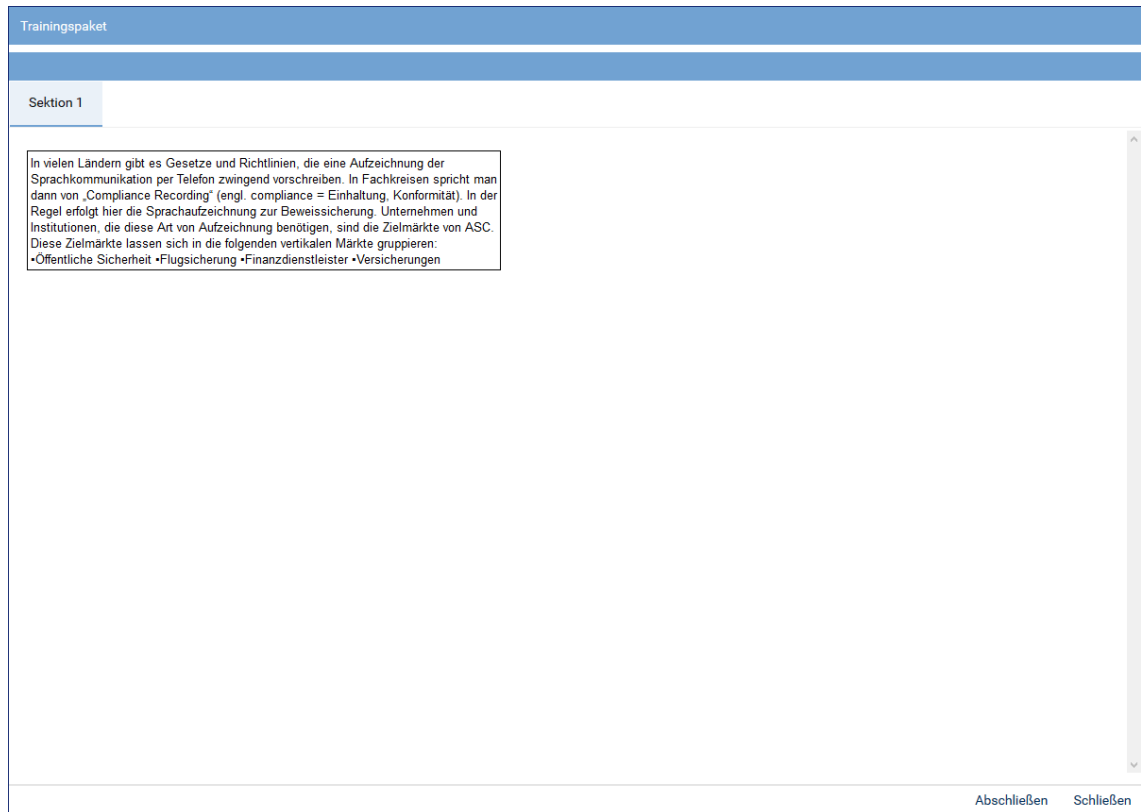 Trainingspaket
Sektion 1
In vielen Ländern gibt es Gesetze und Richtlinien, die eine Aufzeichnung der
Sprachkommunikation per Telefon zwingend vorschreiben. In Fachkreisen spricht man
dann von „Compliance Recording“ (engl. compliance = Einhaltung, Konformität). In der
Regel erfolgt hier die Sprachaufzeichnung zur Beweissicherung. Unternehmen und
Institutionen, die diese Art von Aufzeichnung benötigen, sind die Zielmärkte von ASC.
Diese Zielmärkte lassen sich in die folgenden vertikalen Märkte gruppieren:
▪Öffentliche Sicherheit ▪Flugsicherung ▪Finanzdienstleister ▪Versicherungen
Abschließen Schließen